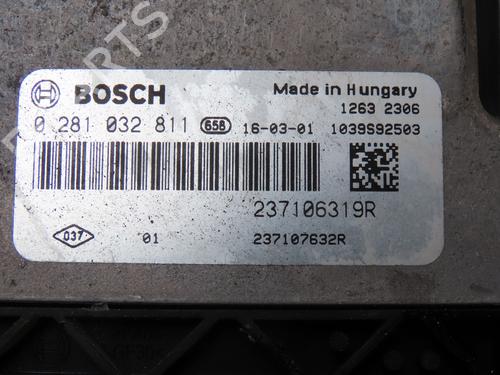 BOSCH
Made in Hungary
1263 2306
0 281 032 811 658 16-03-01 1039S92503
237106319R
037 01 237107632R